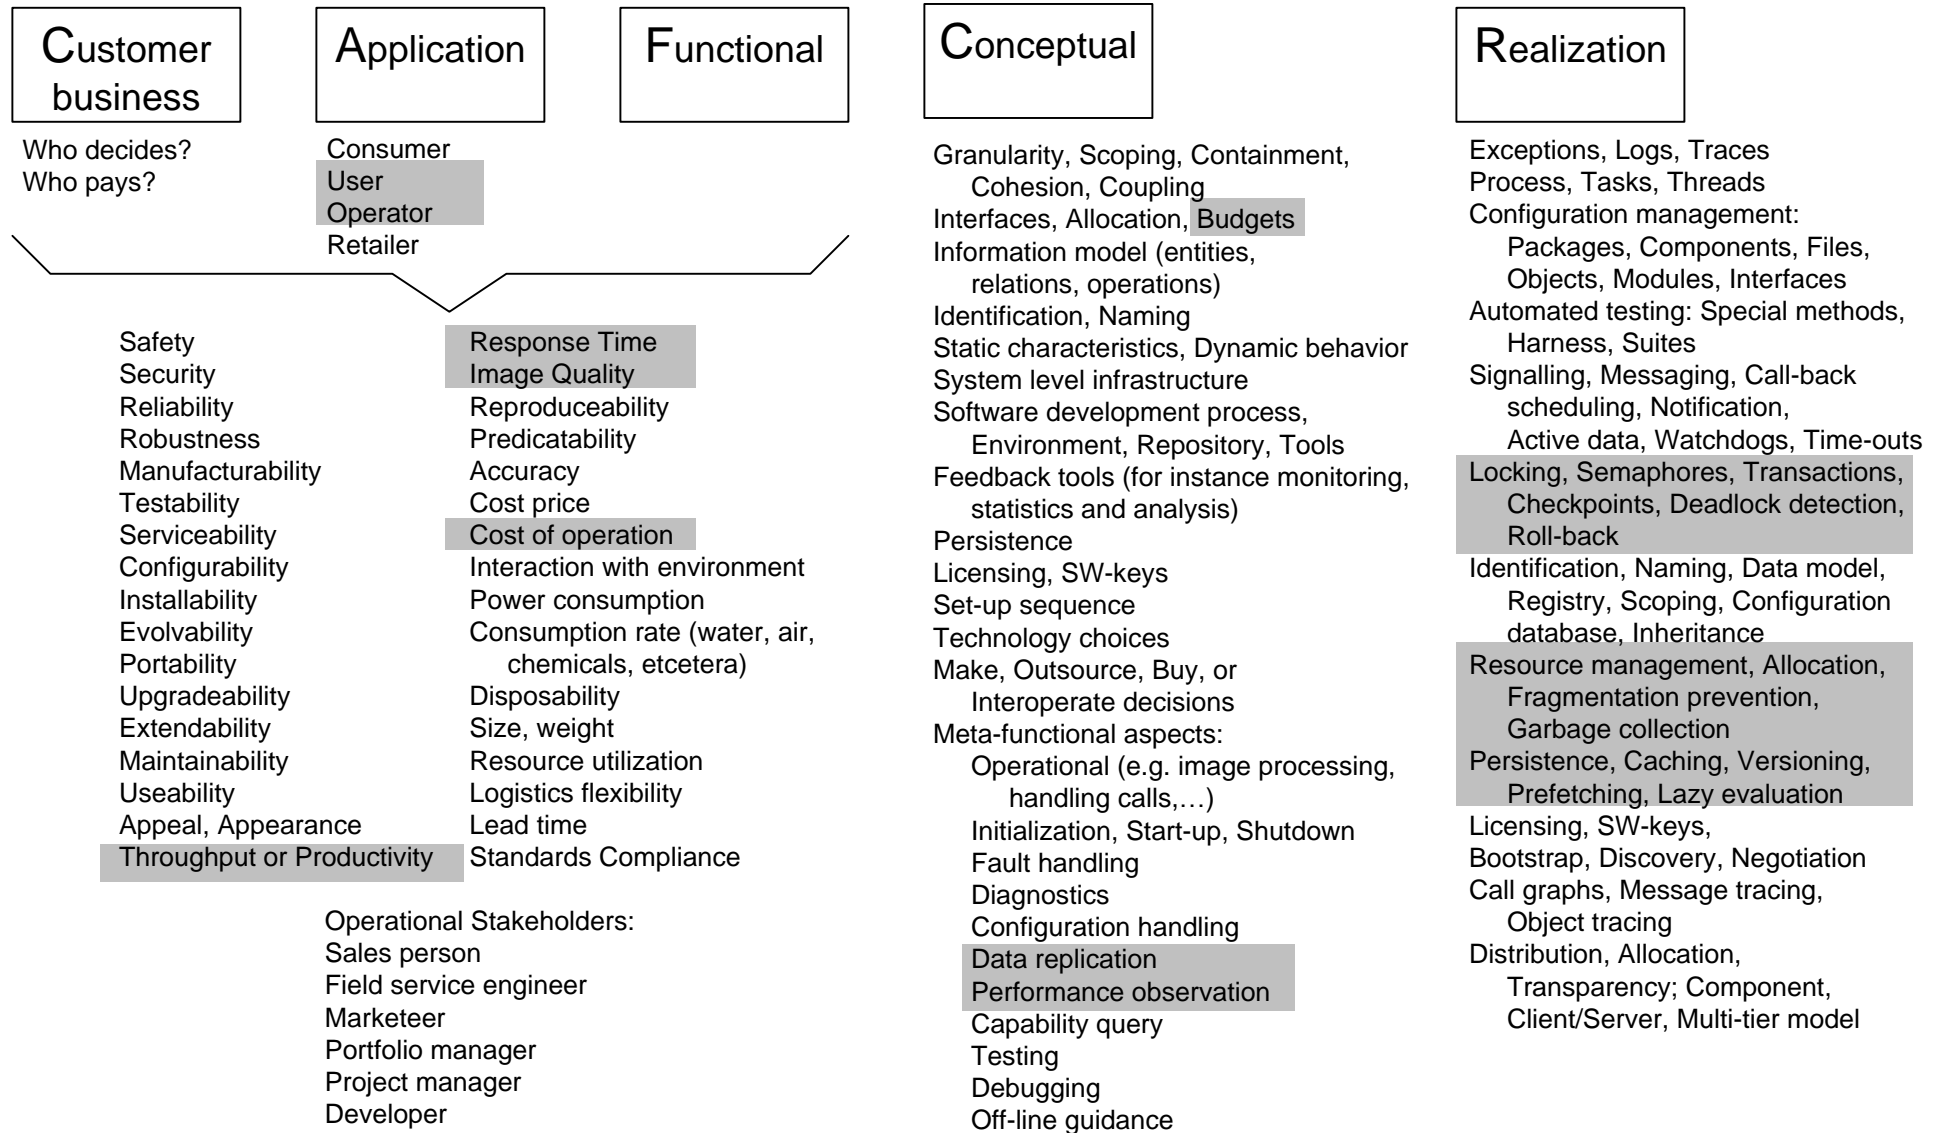 Customer
business
Who decides?
Who pays?
Application
Consumer
User
Operator
Retailer
Functional
Safety
Security
Reliability
Robustness
Manufacturability
Testability
Serviceability
Configurability
Installability
Evolvability
Portability
Upgradeability
Extendability
Maintainability
Useability
Appeal, Appearance
Throughput or Productivity
Response Time
Image Quality
Reproduceability
Predicatability
Accuracy
Cost price
Cost of operation
Interaction with environment
Power consumption
Consumption rate (water, air,
chemicals, etcetera)
Disposability
Size, weight
Resource utilization
Logistics flexibility
Lead time
Standards Compliance
Operational Stakeholders:
Sales person
Field service engineer
Marketeer
Portfolio manager
Project manager
Developer
Conceptual
Granularity, Scoping, Containment,
Cohesion, Coupling
Interfaces, Allocation, Budgets
Information model (entities,
relations, operations)
Identification, Naming
Static characteristics, Dynamic behavior
System level infrastructure
Software development process,
Environment, Repository, Tools
Feedback tools (for instance monitoring,
statistics and analysis)
Persistence
Licensing, SW-keys
Set-up sequence
Technology choices
Make, Outsource, Buy, or
Interoperate decisions
Meta-functional aspects:
Operational (e.g. image processing,
handling calls,…)
Initialization, Start-up, Shutdown
Fault handling
Diagnostics
Configuration handling
Data replication
Performance observation
Capability query
Testing
Debugging
Off-line guidance
Realization
Exceptions, Logs, Traces
Process, Tasks, Threads
Configuration management:
Packages, Components, Files,
Objects, Modules, Interfaces
Automated testing: Special methods,
Harness, Suites
Signalling, Messaging, Call-back
scheduling, Notification,
Active data, Watchdogs, Time-outs
Locking, Semaphores, Transactions,
Checkpoints, Deadlock detection,
Roll-back
Identification, Naming, Data model,
Registry, Scoping, Configuration
database, Inheritance
Resource management, Allocation,
Fragmentation prevention,
Garbage collection
Persistence, Caching, Versioning,
Prefetching, Lazy evaluation
Licensing, SW-keys,
Bootstrap, Discovery, Negotiation
Call graphs, Message tracing,
Object tracing
Distribution, Allocation,
Transparency; Component,
Client/Server, Multi-tier model